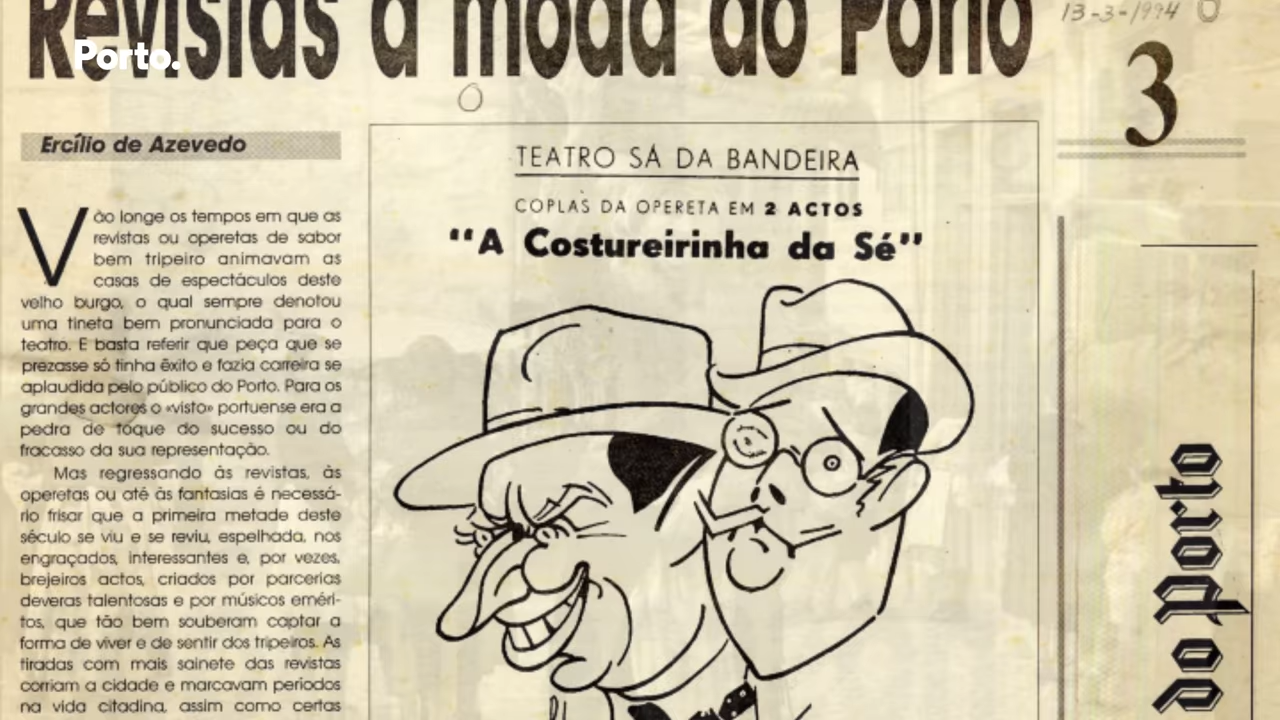 Revistas à moda do Porto
Porto.
13-3-1994
3
Ercílio de Azevedo
Vão longe os tempos em que as
revistas ou operetas de sabor
bem tripeiro animavam as
casas de espectáculos deste
velho burgo, o qual sempre denotou
uma tineta bem pronunciada para o
teatro. E basta referir que peça que se
prezasse só tinha êxito e fazia carreira se
aplaudida pelo público do Porto. Para os
grandes actores o «visto» portuense era a
pedra de toque do sucesso ou do
fracasso da sua representação.
Mas regressando às revistas, às
operetas ou até às fantasias é necessá-
rio frisar que a primeira metade deste
século se viu e se reviu, espelhada, nos
engraçados, interessantes e, por vezes,
brejeiros actos, criados por parcerias
deveras talentosas e por músicos eméri-
tos, que tão bem souberam captar a
forma de viver e de sentir dos tripeiros. As
tiradas com mais sainete das revistas
corriam a cidade e marcavam períodos
na vida citadina, assim como certas
TEATRO SÁ DA BANDEIRA
COPLAS DA OPERETA EM 2 ACTOS
"A Costureirinha da Sé"
do Porto